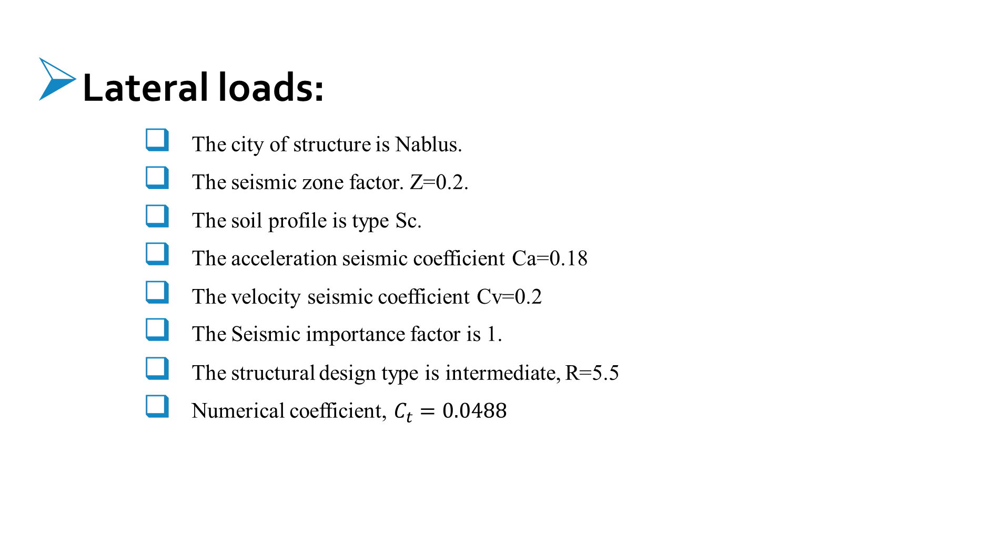 Lateral loads:
The city of structure is Nablus.
The seismic zone factor. Z=0.2.
The soil profile is type Sc.
The acceleration seismic coefficient Ca=0.18
The velocity seismic coefficient Cv=0.2
The Seismic importance factor is 1.
The structural design type is intermediate, R=5.5
Numerical coefficient, 𝐶𝑡 = 0.0488